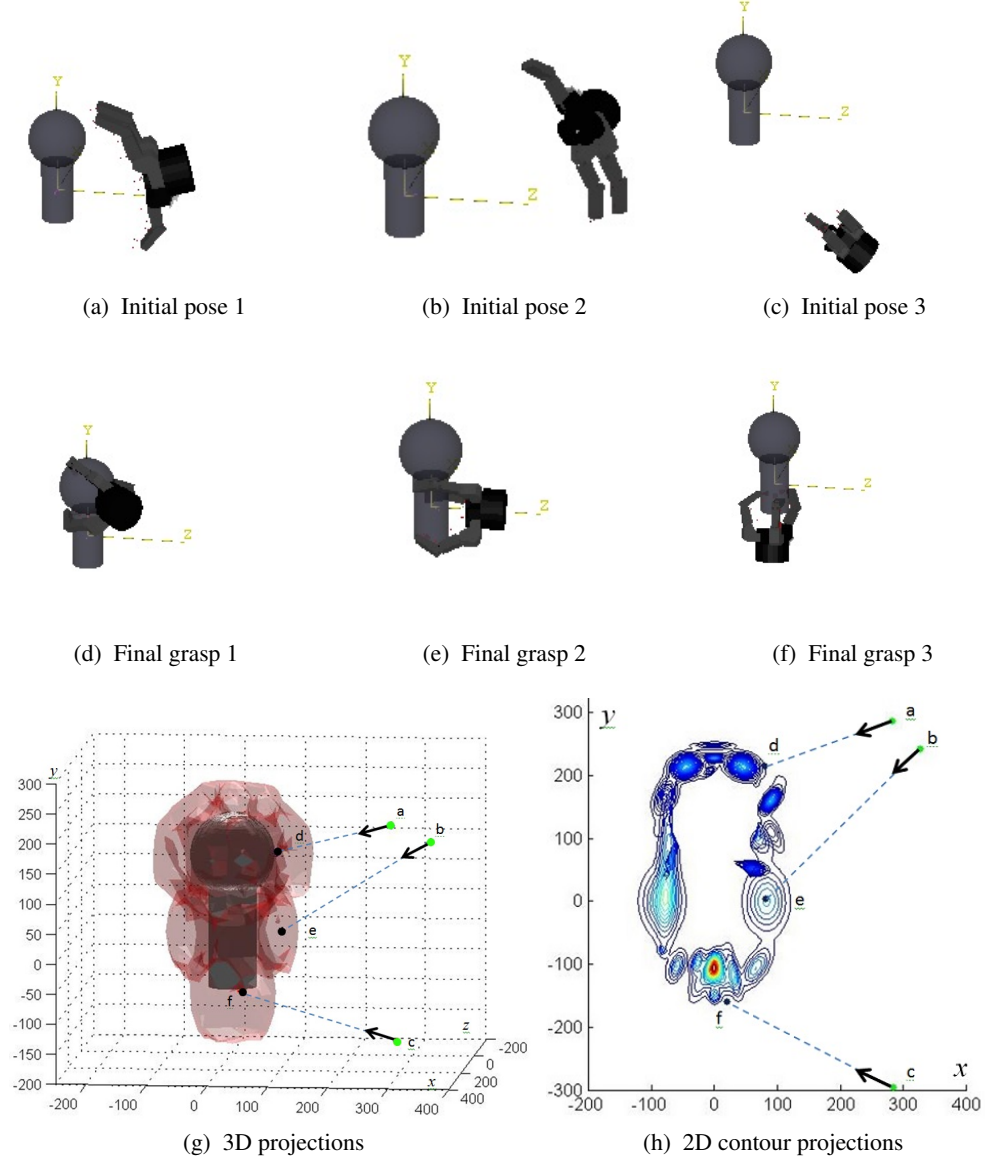 Y
Z
Y
Z
Y
Z
(a) Initial pose 1
(b) Initial pose 2
(c) Initial pose 3
Y
Z
Y
Z
Y
Z
(d) Final grasp 1
(e) Final grasp 2
(f) Final grasp 3
y
300
250
200
150
100
50
0
-50
-100
-150
-200
-200
-100
0
100
200
300
400
x
400
200
0
-200
z
a
b
c
d
e
f
(g) 3D projections
y
300
200
100
0
-100
-200
-300
-200
-100
0
100
200
300
400
x
a
b
c
d
e
f
(h) 2D contour projections